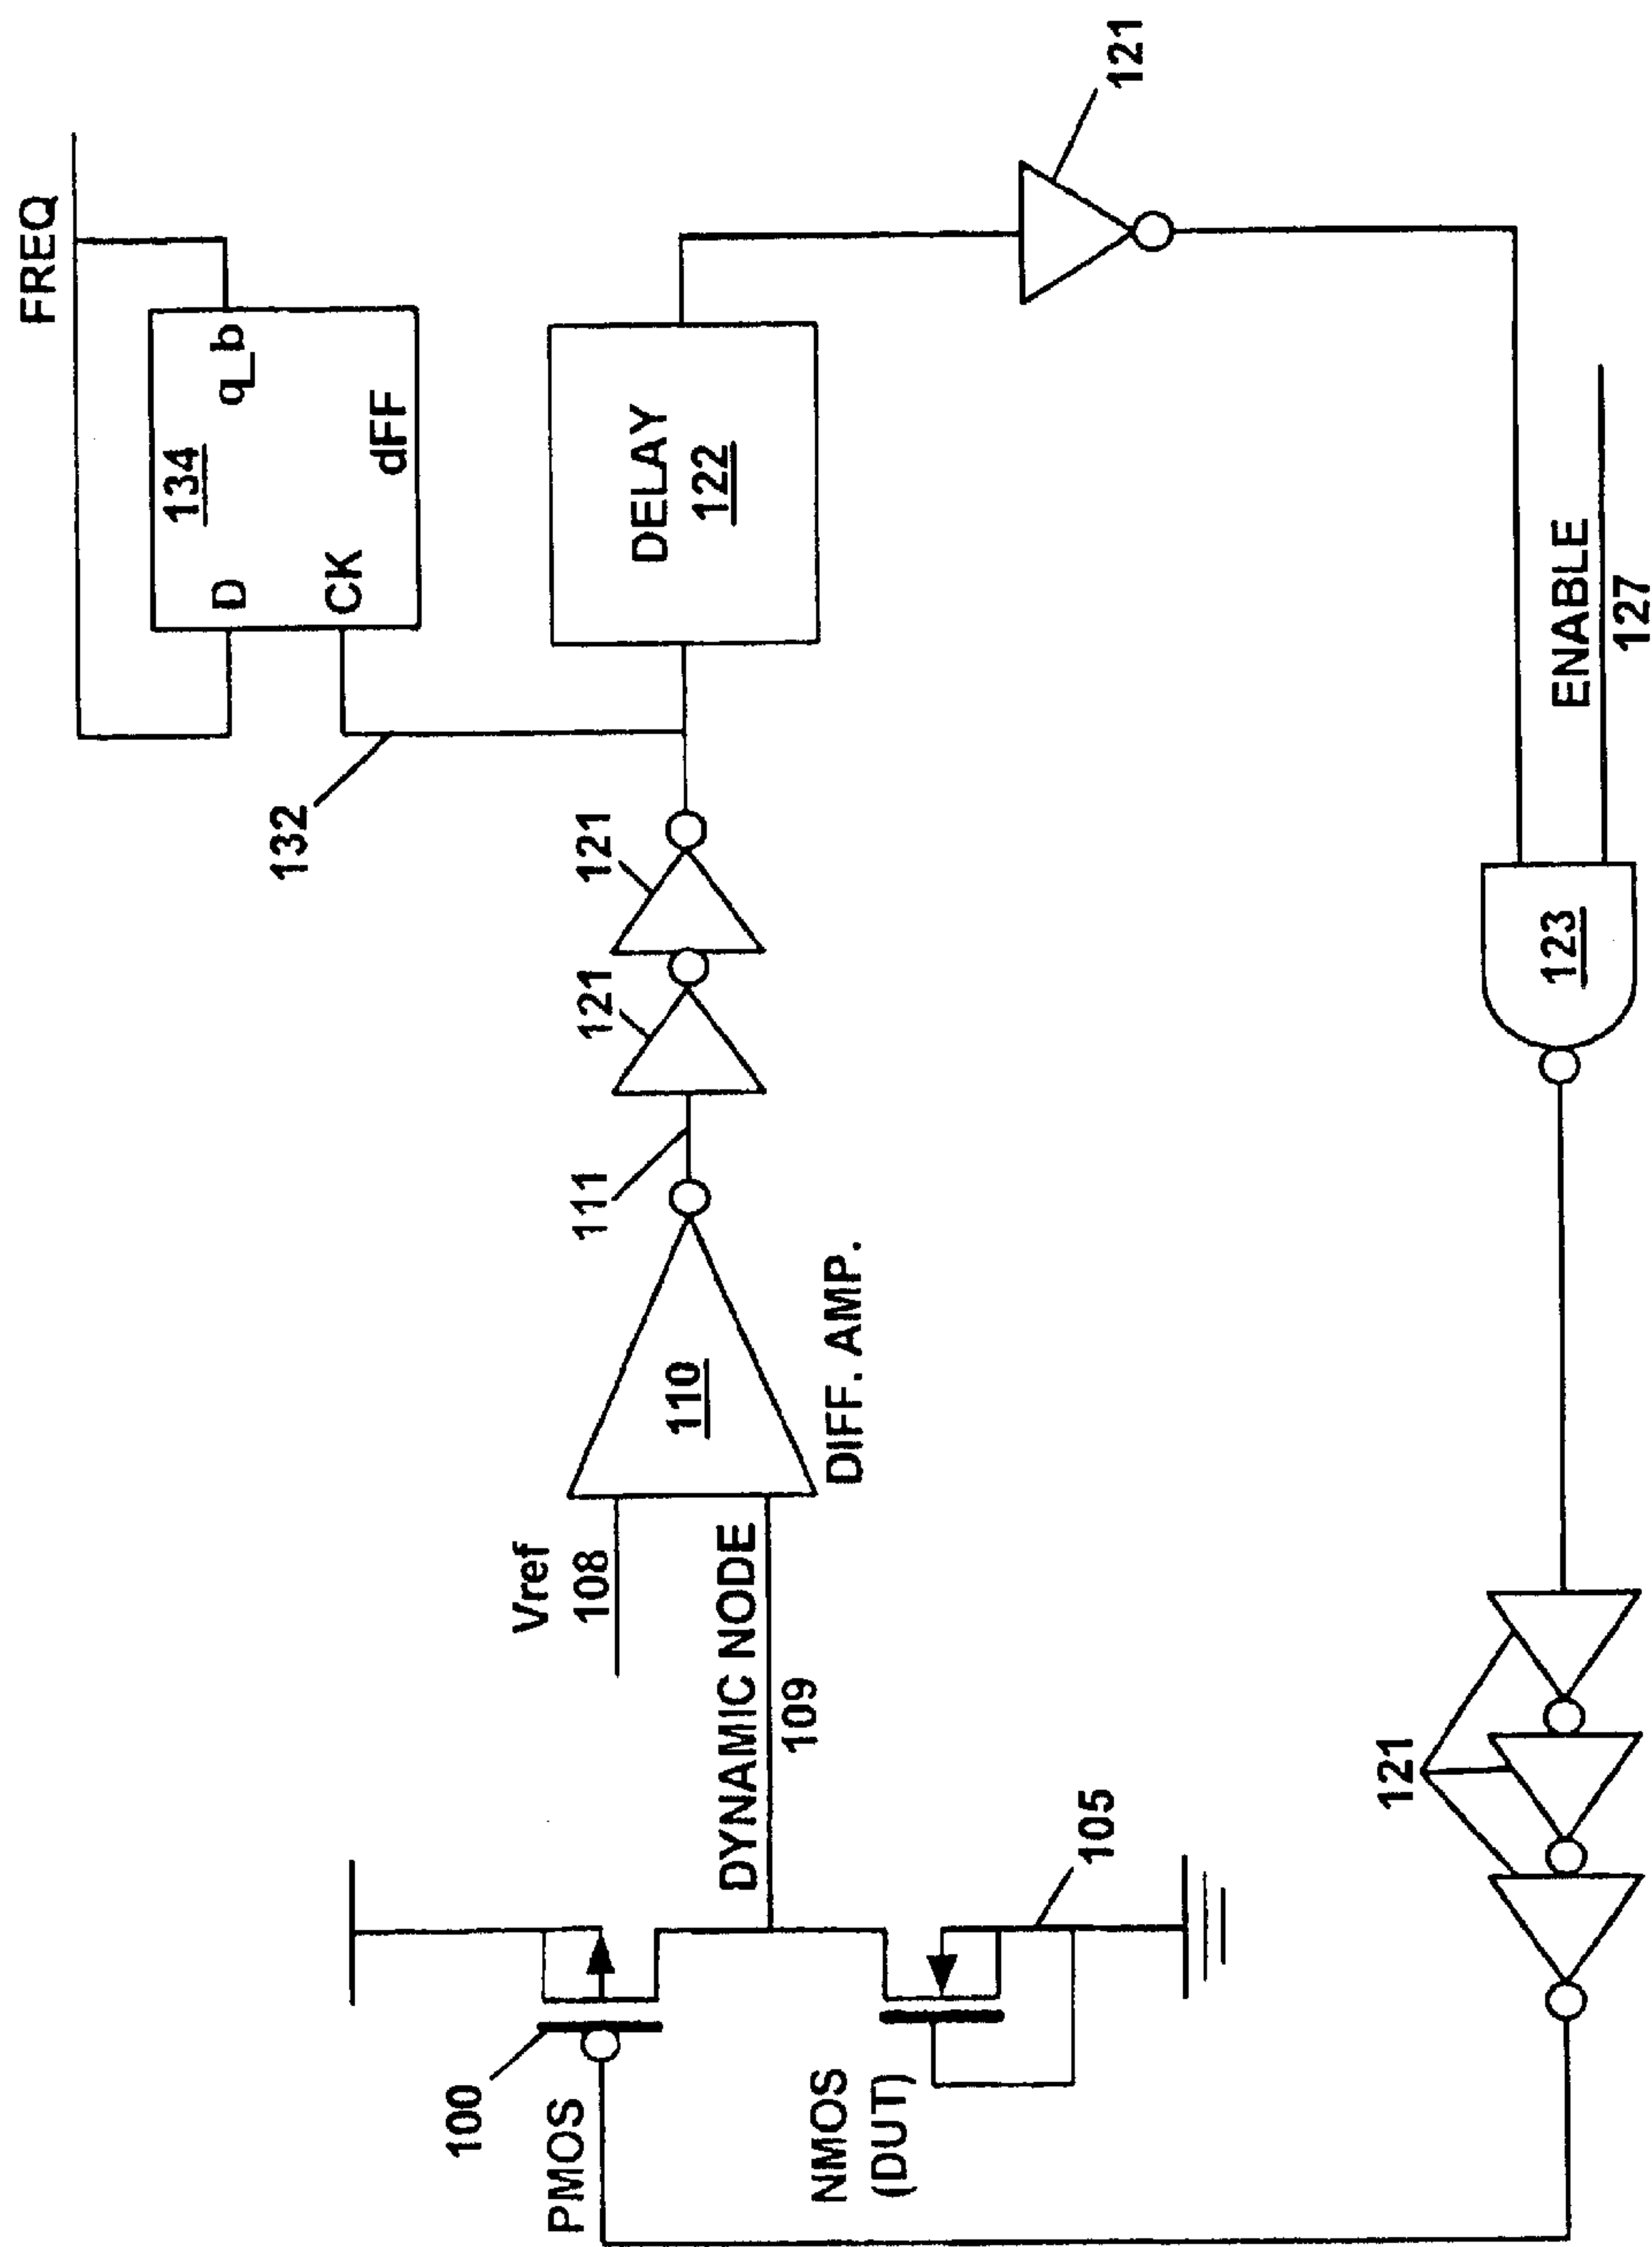 FREQ
134
D
q_b
CK
dFF
132
121
121
111
DELAY
122
121
Vref
108
110
DIFF. AMP.
DYNAMIC NODE
109
100
PMOS
NMOS
(DUT)
105
121
123
ENABLE
127